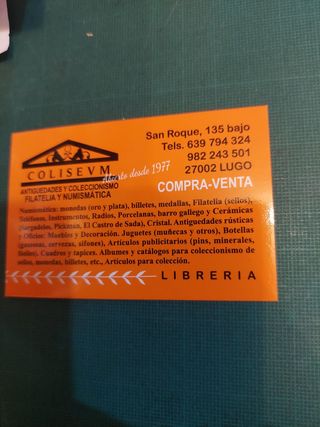 COLISEVM
Abierto desde 1977
ANTIGÜEDADES Y COLECCIONISMO
FILATELIA Y NUMISMÁTICA
San Roque, 135 bajo
Tels. 639 794 324
982 243 501
27002 LUGO
COMPRA-VENTA
Numismática: monedas (oro y plata), billetes, medallas, Filatelia (sellos),
Teléfonos, Instrumentos, Radios, Porcelanas, barro gallego y Cerámicas
(Sargadelos, Pickman, El Castro de Sada), Cristal. Antigüedades rústicas
y Oficios: Muebles y Decoración. Juguetes (muñecas y otros), Botellas
(gaseosas, cervezas, sifones), Artículos publicitarios (pins, minerales,
fósiles). Cuadros y tapices. Albumes y catálogos para coleccionismo de
sellos, monedas, billetes, etc., Artículos para colección.
LIBRERIA